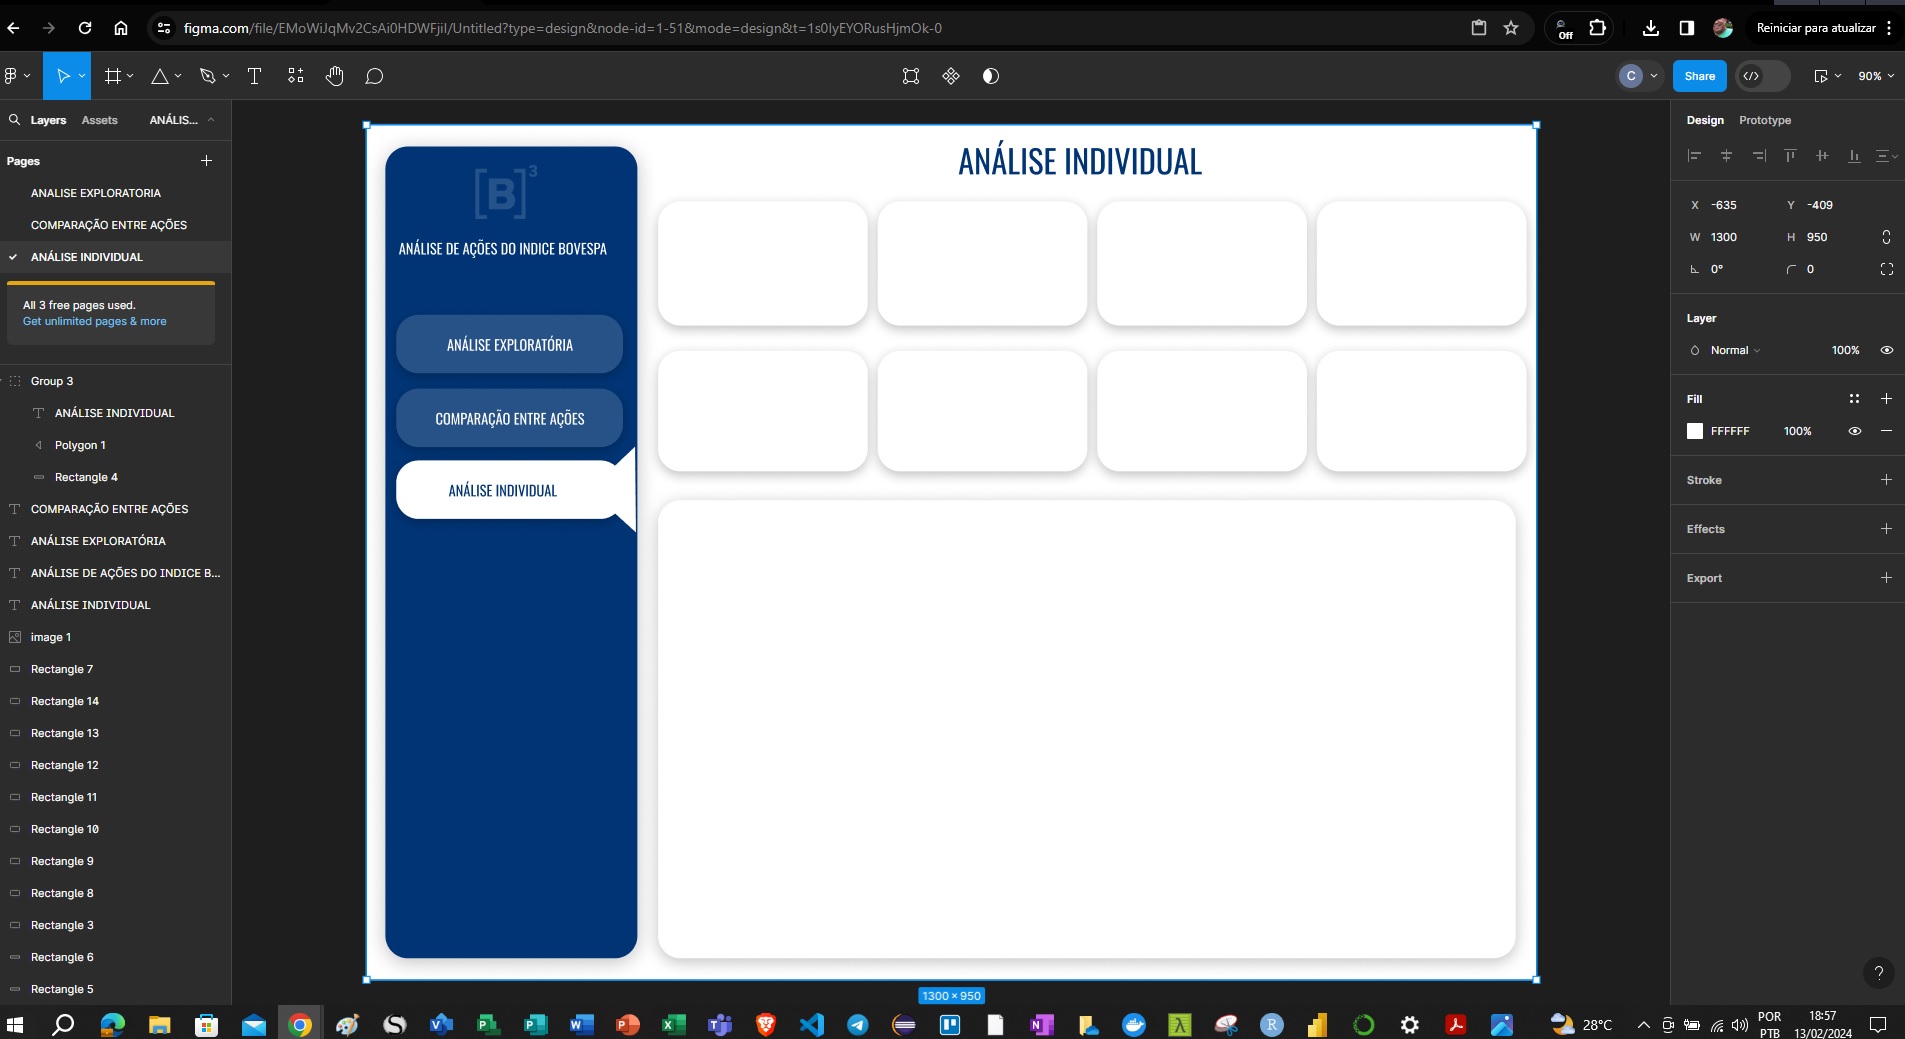 figma.com/file/EMoWiJqMv2CsAi0HDWFjiI/Untitled?type=design&node-id=1-51&mode=design&t=1s0IyEYORusHjmOk-0
Off
Reiniciar para atualizar
C
Share
90%
Layers
Assets
ANÁLIS...
Pages
ANALISE EXPLORATORIA
COMPARAÇÃO ENTRE AÇÕES
ANÁLISE INDIVIDUAL
All 3 free pages used.
Get unlimited pages & more
Group 3
ANÁLISE INDIVIDUAL
Polygon 1
Rectangle 4
COMPARAÇÃO ENTRE AÇÕES
ANÁLISE EXPLORATÓRIA
ANÁLISE DE AÇÕES DO INDICE B...
ANÁLISE INDIVIDUAL
image 1
Rectangle 7
Rectangle 14
Rectangle 13
Rectangle 12
Rectangle 11
Rectangle 10
Rectangle 9
Rectangle 8
Rectangle 3
Rectangle 6
Rectangle 5
[B]3
ANÁLISE DE AÇÕES DO INDICE BOVESPA
ANÁLISE EXPLORATÓRIA
COMPARAÇÃO ENTRE AÇÕES
ANÁLISE INDIVIDUAL
ANÁLISE INDIVIDUAL
1300 × 950
Design
Prototype
X -635
Y -409
W 1300
H 950
0°
0
Layer
Normal
100%
Fill
FFFFFF
100%
Stroke
Effects
Export
?
28°C
POR
PTB
18:57
13/02/2024